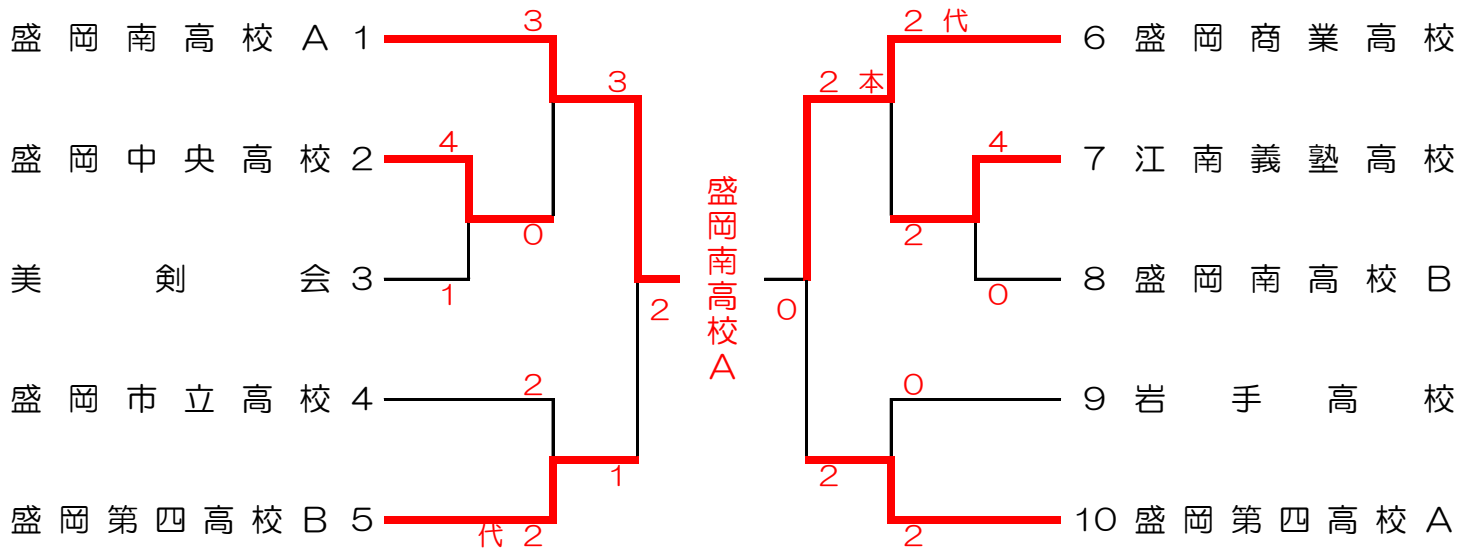 3
2 代
盛岡南高校A 1
6 盛岡商業高校
3
2 本
4
4
盛岡中央高校 2
7 江南義塾高校
盛岡南高校A
0
2
美剣会 3
8 盛岡南高校B
1
2
0
0
2
0
盛岡市立高校 4
9 岩手高校
1
2
盛岡第四高校B 5
10 盛岡第四高校A
代 2
2